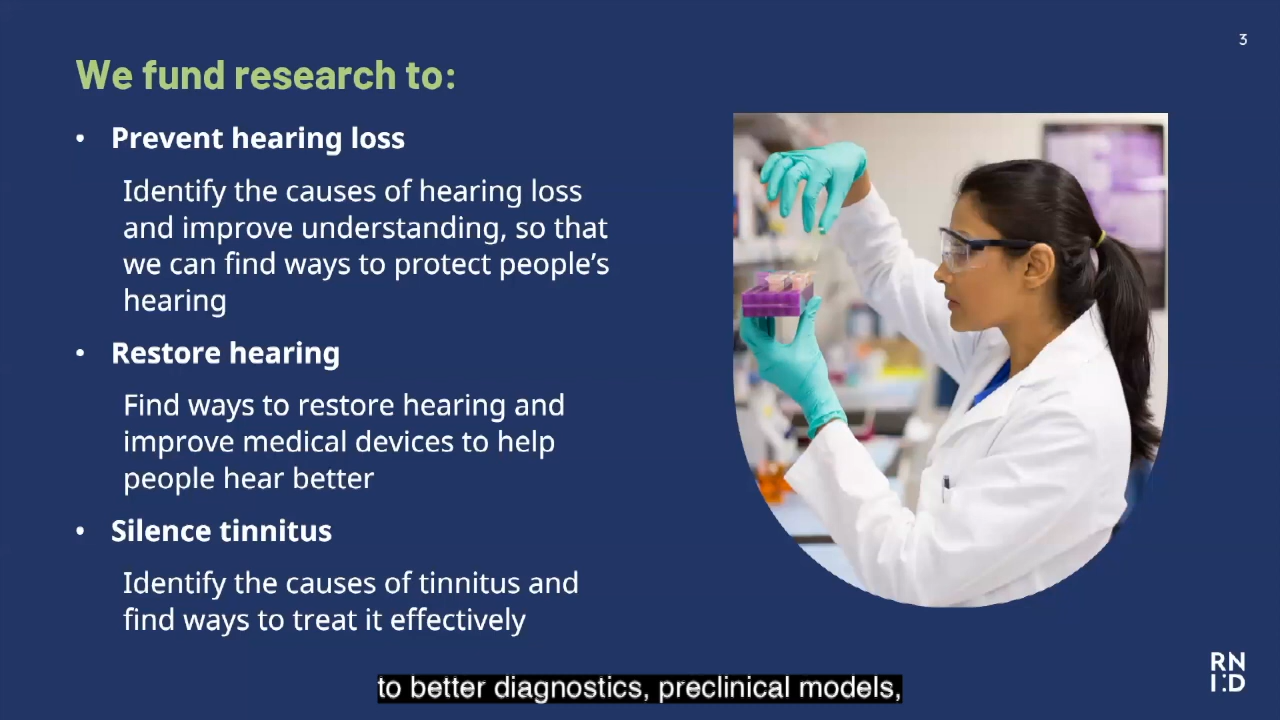 3
We fund research to:
• Prevent hearing loss
Identify the causes of hearing loss
and improve understanding, so that
we can find ways to protect people’s
hearing
• Restore hearing
Find ways to restore hearing and
improve medical devices to help
people hear better
• Silence tinnitus
Identify the causes of tinnitus and
find ways to treat it effectively
to better diagnostics, preclinical models,
RN
I:D